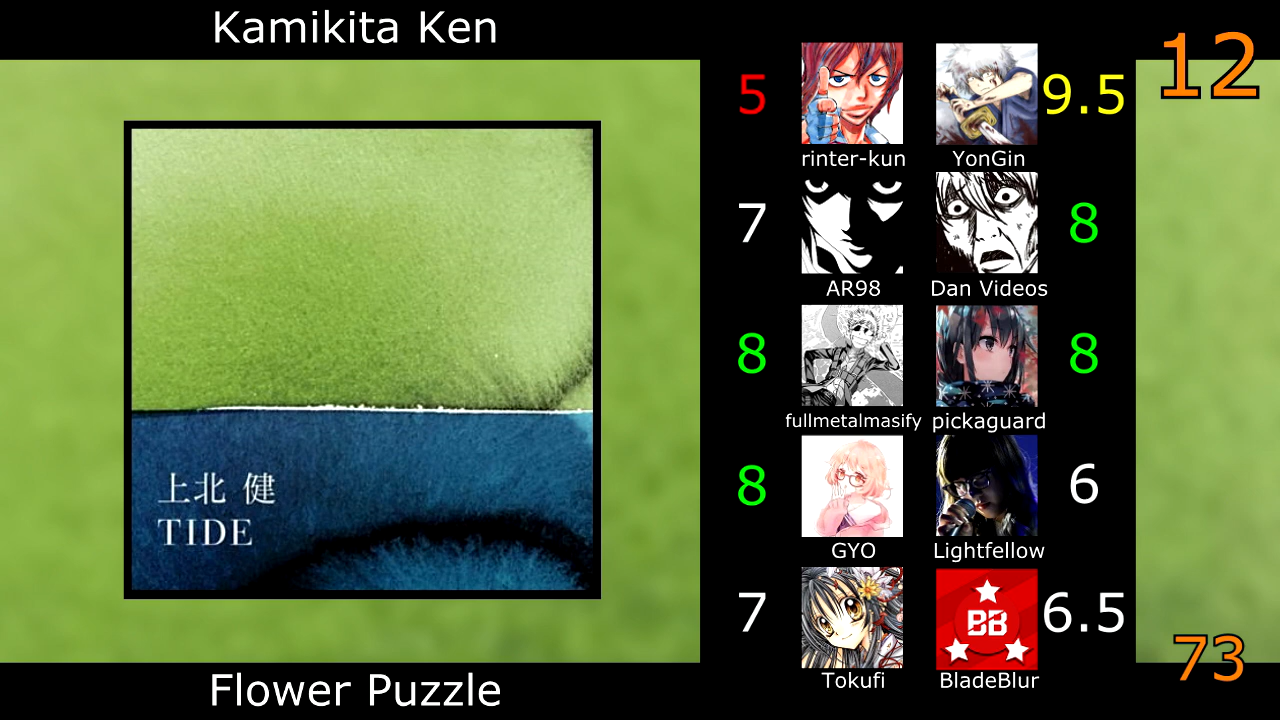 Kamikita Ken
上北 健
TIDE
Flower Puzzle
12
5
9.5
rinter-kun
YonGin
7
8
AR98
Dan Videos
8
8
fullmetalmasify
pickaguard
8
6
GYO
Lightfellow
7
BB
6.5
Tokufi
BladeBlur
73